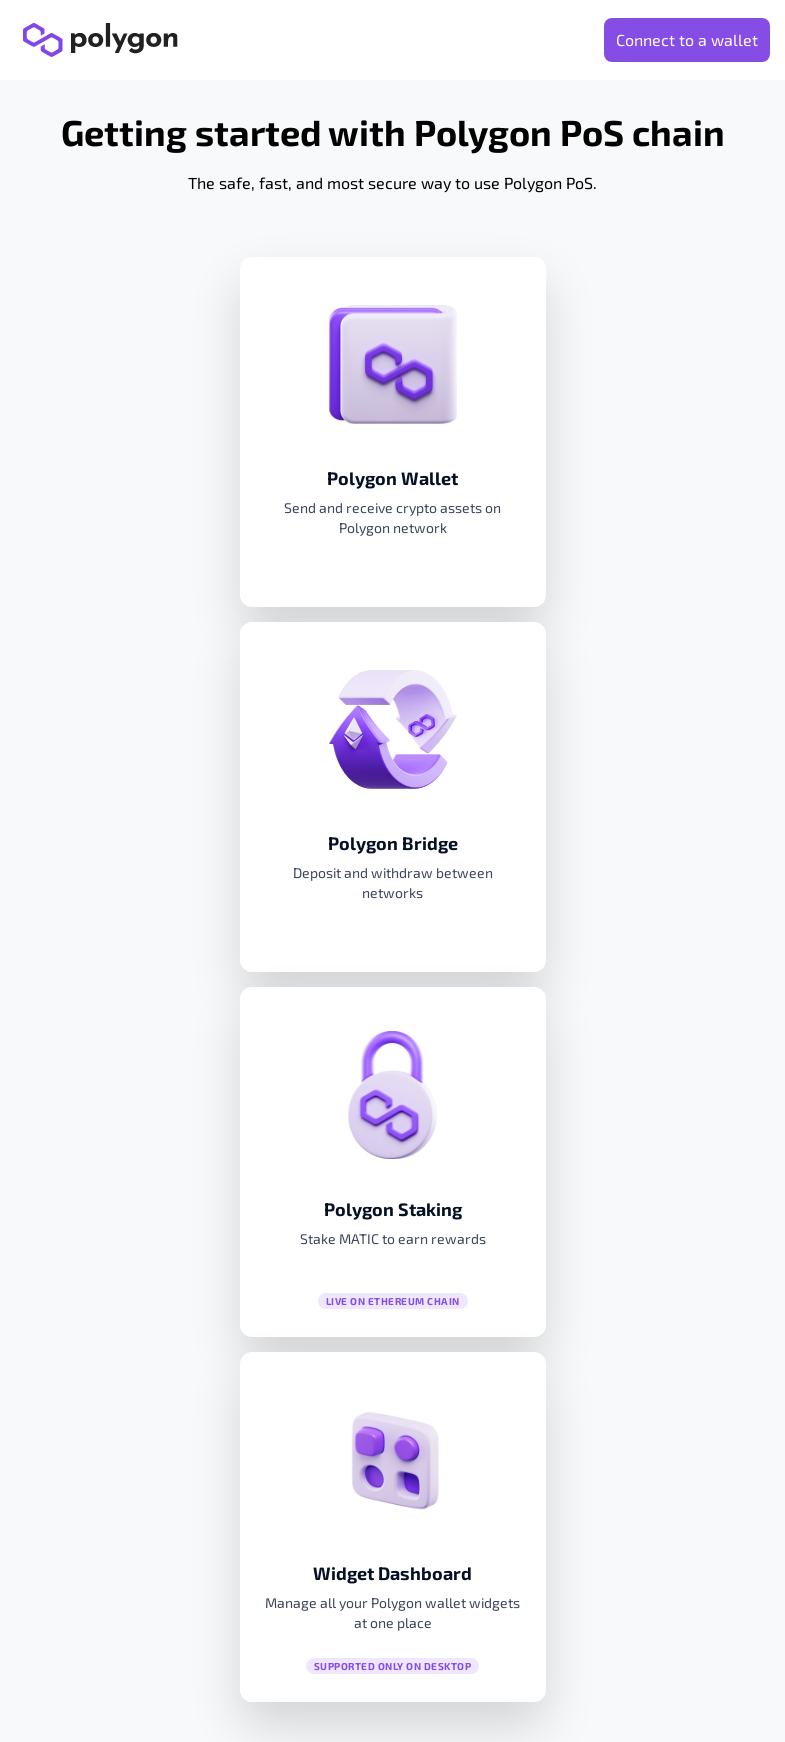 polygon
Connect to a wallet
Getting started with Polygon PoS chain
The safe, fast, and most secure way to use Polygon PoS.
Polygon Wallet
Send and receive crypto assets on
Polygon network
Polygon Bridge
Deposit and withdraw between
networks
Polygon Staking
Stake MATIC to earn rewards
LIVE ON ETHEREUM CHAIN
Widget Dashboard
Manage all your Polygon wallet widgets
at one place
SUPPORTED ONLY ON DESKTOP